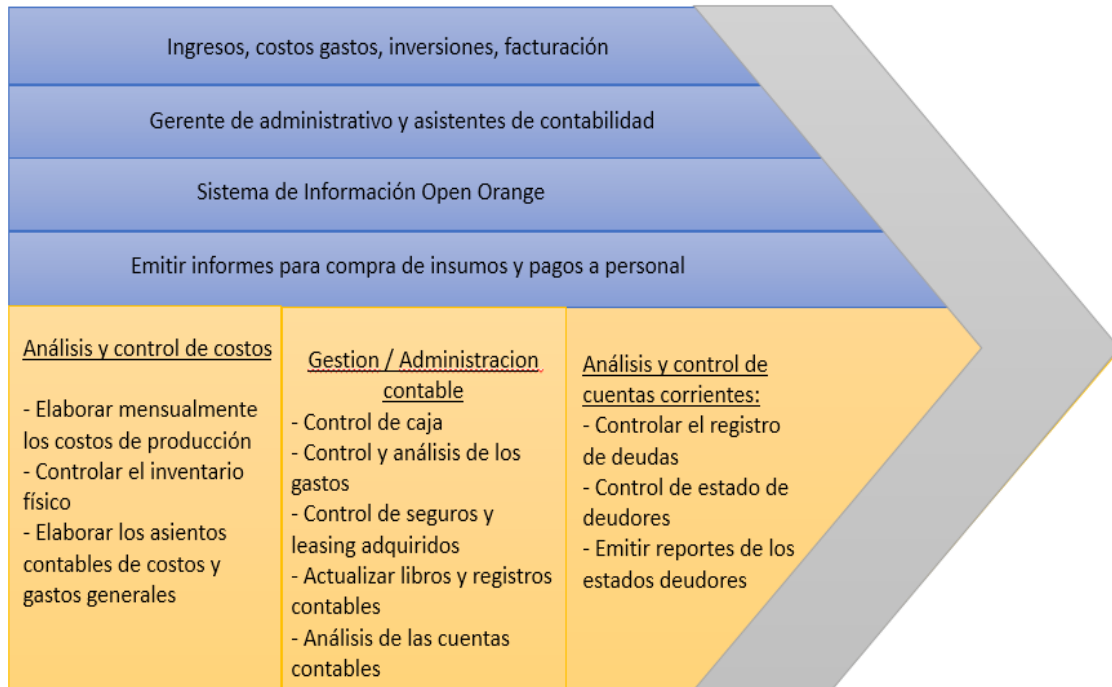 Ingresos, costos gastos, inversiones, facturación
Gerente de administrativo y asistentes de contabilidad
Sistema de Información Open Orange
Emitir informes para compra de insumos y pagos a personal
Análisis y control de costos
- Elaborar mensualmente
los costos de producción
- Controlar el inventario
físico
- Elaborar los asientos
contables de costos y
gastos generales
Gestion / Administracion
contable
- Control de caja
- Control y análisis de los
gastos
- Control de seguros y
leasing adquiridos
- Actualizar libros y registros
contables
- Análisis de las cuentas
contables
Análisis y control de
cuentas corrientes:
- Controlar el registro
de deudas
- Control de estado de
deudores
- Emitir reportes de los
estados deudores